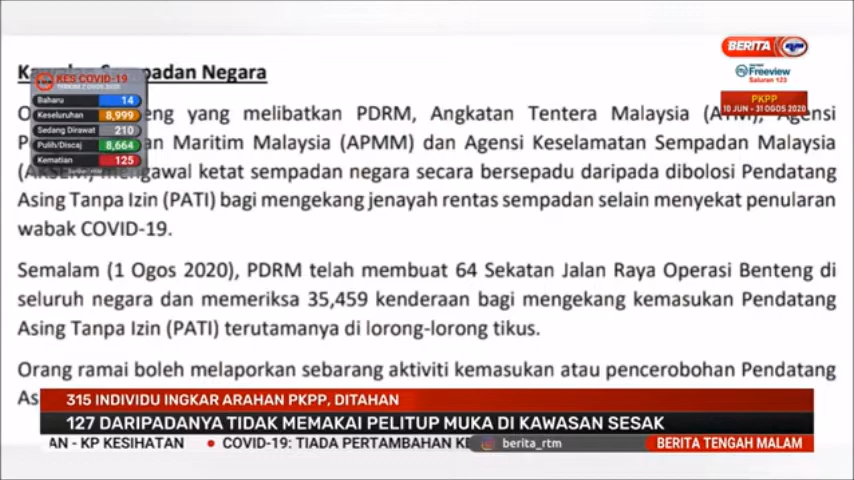 Sempadan Negara
BERITA
KES COVID-19
Freeview
Saluran 123
PKPP
10 JUN - 31 OGOS 2020
Baharu 14
Keseluruhan 8,999
Sedang Dirawat 210
Pulih/Discaj 8,664
Kematian 125
yang melibatkan PDRM, Angkatan Tentera Malaysia (ATM), Agensi
Maritim Malaysia (APMM) dan Agensi Keselamatan Sempadan Malaysia
(AKSEM) mengawal ketat sempadan negara secara bersepadu daripada dibolosi Pendatang
Asing Tanpa Izin (PATI) bagi mengekang jenayah rentas sempadan selain menyekat penularan
wabak COVID-19.
Semalam (1 Ogos 2020), PDRM telah membuat 64 Sekatan Jalan Raya Operasi Benteng di
seluruh negara dan memeriksa 35,459 kenderaan bagi mengekang kemasukan Pendatang
Asing Tanpa Izin (PATI) terutamanya di lorong-lorong tikus.
Orang ramai boleh melaporkan sebarang aktiviti kemasukan atau pencerobohan Pendatang
315 INDIVIDU INGKAR ARAHAN PKPP, DITAHAN
127 DARIPADANYA TIDAK MEMAKAI PELITUP MUKA DI KAWASAN SESAK
AN - KP KESIHATAN • COVID-19: TIADA PERTAMBAHAN KE berita_rtm BERITA TENGAH MALAM